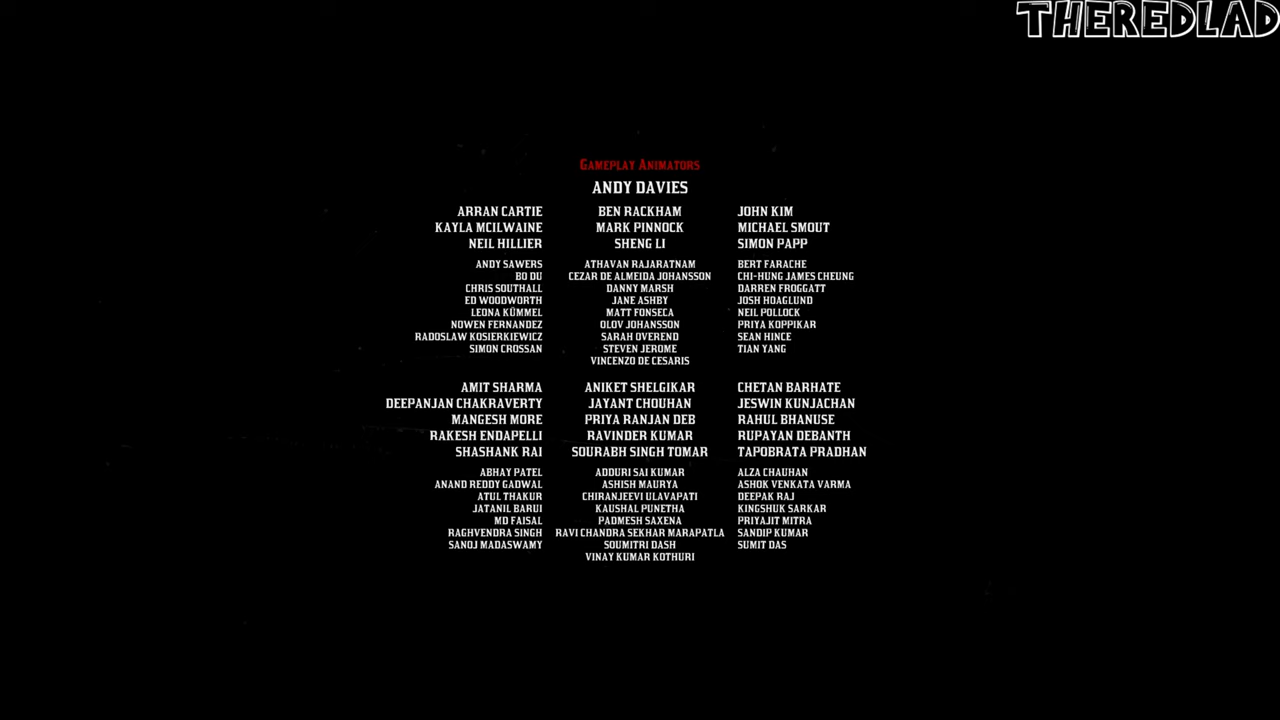 THEREDLAD
GAMEPLAY ANIMATORS
ANDY DAVIES
ARRAN CARTIE BEN RACKHAM JOHN KIM
KAYLA MCILWAINE MARK PINNOCK MICHAEL SMOUT
NEIL HILLIER SHENG LI SIMON PAPP
ANDY SAWERS ATHAVAN RAJARATNAM BERT FARACHE
BO DU CEZAR DE ALMEIDA JOHANSSON CHI-HUNG JAMES CHEUNG
CHRIS SOUTHALL DANNY MARSH DARREN FROGGATT
ED WOODWORTH JANE ASHBY JOSH HOAGLUND
LEONA KÜMMEL MATT FONSECA NEIL POLLOCK
NOWEN FERNANDEZ OLOV JOHANSSON PRIYA KOPPIKAR
RADOSLAW KOSIERKIEWICZ SARAH OVEREND SEAN HINCE
SIMON CROSSAN STEVEN JEROME TIAN YANG
VINCENZO DE CESARIS
AMIT SHARMA ANIKET SHELGIKAR CHETAN BARHATE
DEEPANJAN CHAKRAVERTY JAYANT CHOUHAN JESWIN KUNJACHAN
MANGESH MORE PRIYA RANJAN DEB RAHUL BHANUSE
RAKESH ENDAPELLI RAVINDER KUMAR RUPAYAN DEBANTH
SHASHANK RAI SOURABH SINGH TOMAR TAPOBRATA PRADHAN
ABHAY PATEL ADDURI SAI KUMAR ALZA CHAUHAN
ANAND REDDY GADWAL ASHISH MAURYA ASHOK VENKATA VARMA
ATUL THAKUR CHIRANJEEVI ULAVAPATI DEEPAK RAJ
JATANIL BARUI KAUSHAL PUNETHA KINGSHUK SARKAR
MD FAISAL PADMESH SAXENA PRIYAJIT MITRA
RAGHVENDRA SINGH RAVI CHANDRA SEKHAR MARAPATLA SANDIP KUMAR
SANOJ MADASWAMY SOUMITRI DASH SUMIT DAS
VINAY KUMAR KOTHURI